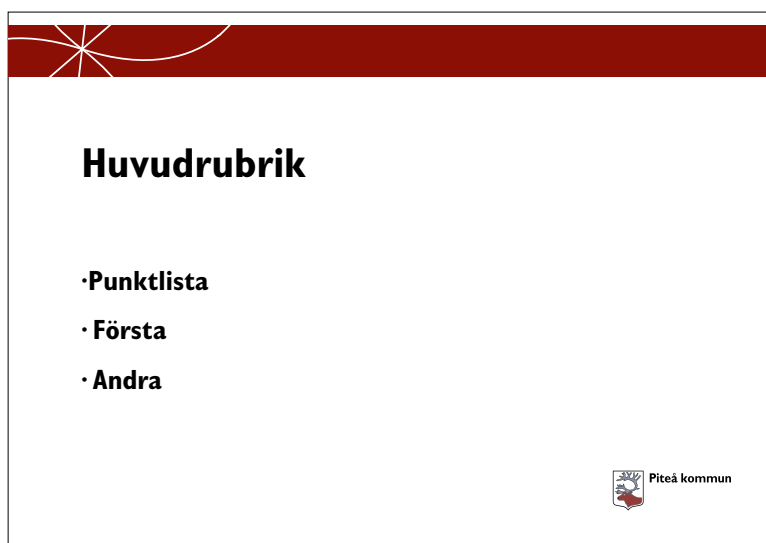 Huvudrubrik
·Punktlista
· Första
· Andra
Piteå kommun